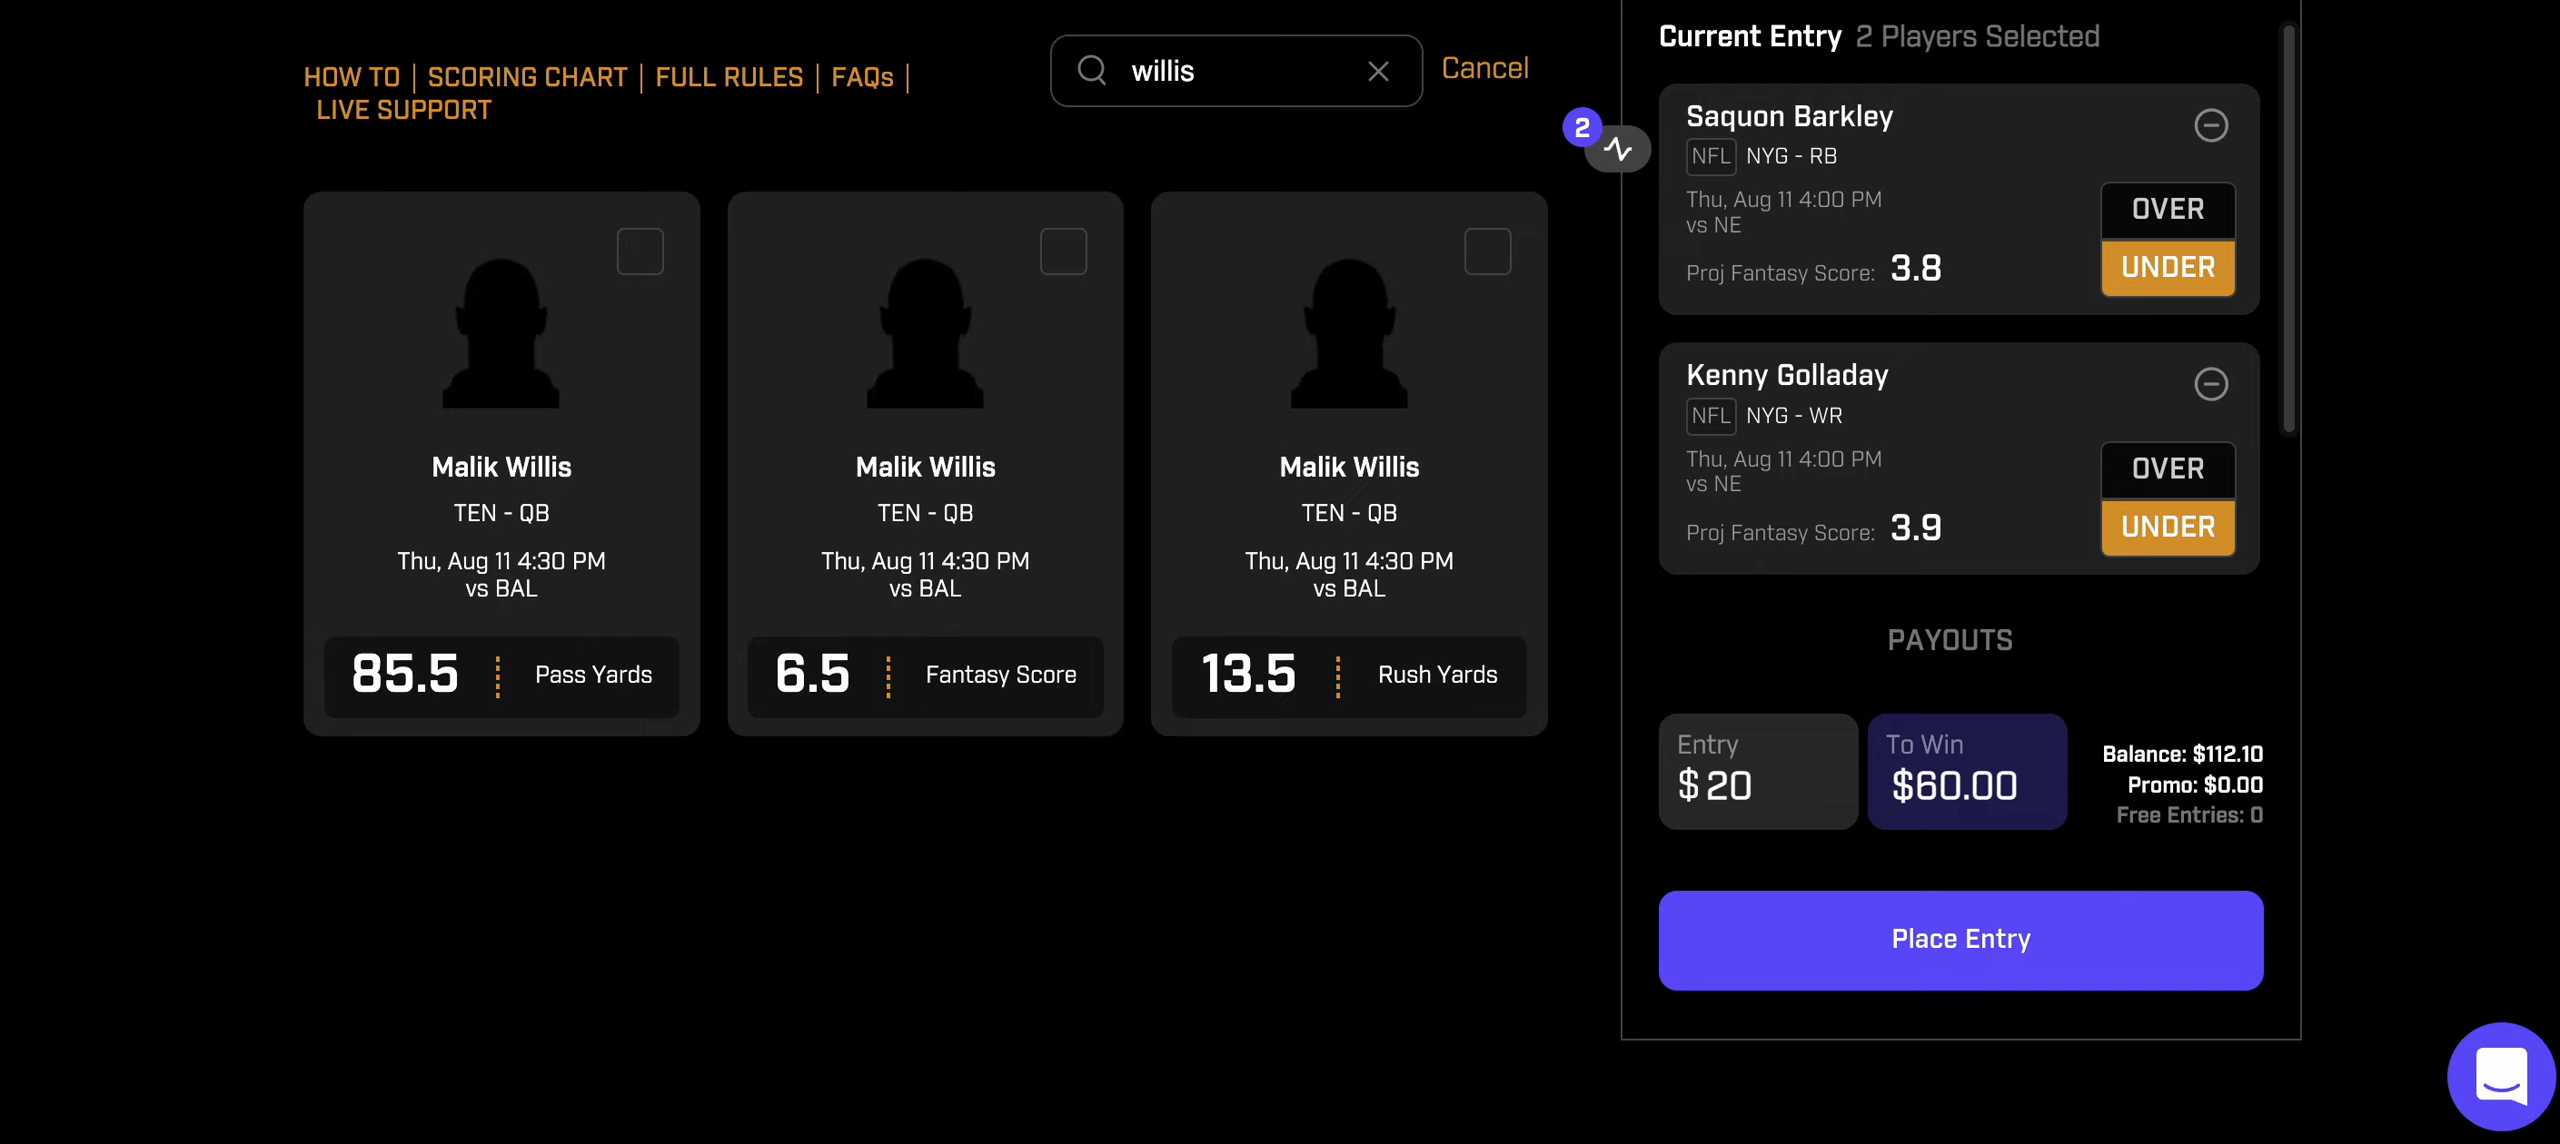 HOW TO | SCORING CHART | FULL RULES | FAQs |
LIVE SUPPORT
willis
Cancel
Malik Willis
TEN - QB
Thu, Aug 11 4:30 PM
vs BAL
85.5 Pass Yards
Malik Willis
TEN - QB
Thu, Aug 11 4:30 PM
vs BAL
6.5 Fantasy Score
Malik Willis
TEN - QB
Thu, Aug 11 4:30 PM
vs BAL
13.5 Rush Yards
2
Current Entry 2 Players Selected
Saquon Barkley
NFL NYG - RB
Thu, Aug 11 4:00 PM
vs NE
Proj Fantasy Score: 3.8
OVER
UNDER
Kenny Golladay
NFL NYG - WR
Thu, Aug 11 4:00 PM
vs NE
Proj Fantasy Score: 3.9
OVER
UNDER
PAYOUTS
Entry
$ 20
To Win
$60.00
Balance: $112.10
Promo: $0.00
Free Entries: 0
Place Entry